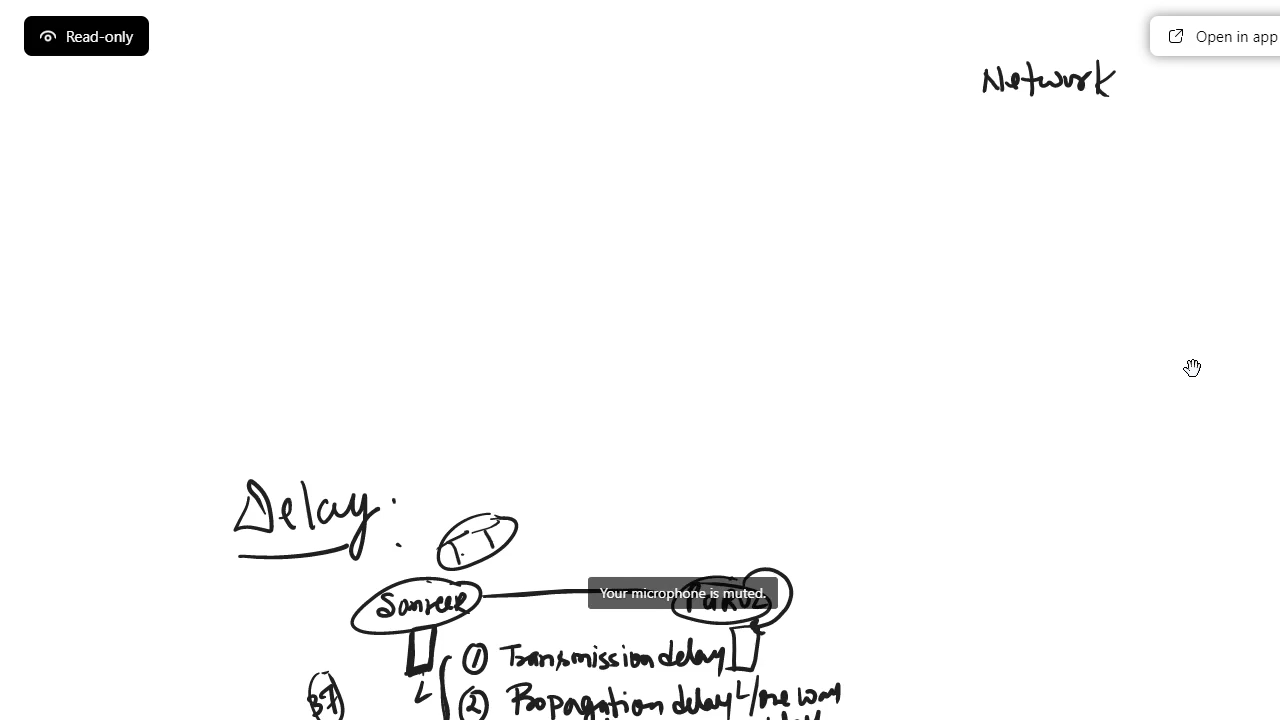 Read-only
Open in app
Network
Delay:
T.T
Sanjeev
Your microphone is muted.
① Transmission delay
L
② Propagation delay / one way